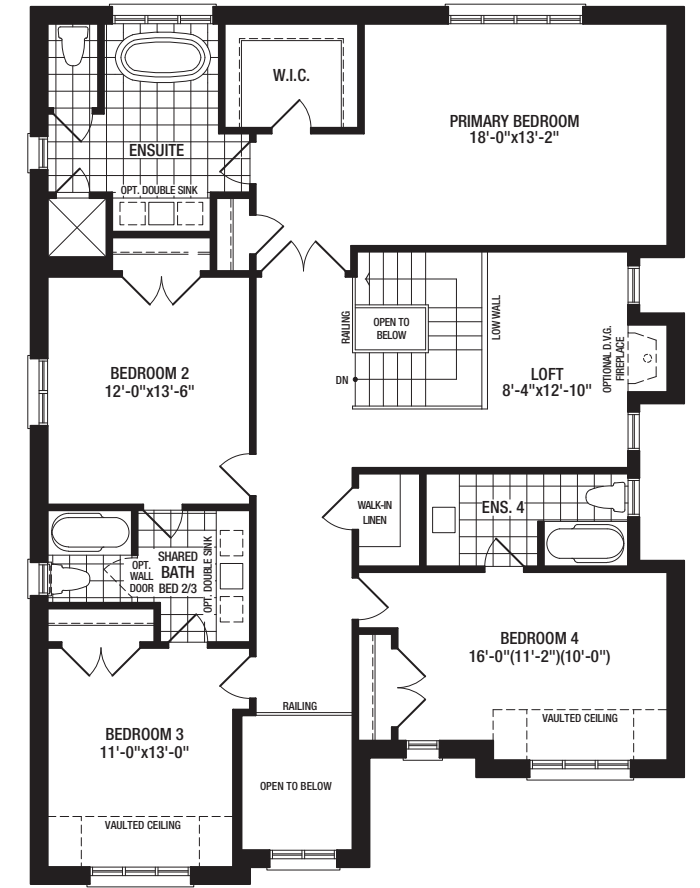 W.I.C.
PRIMARY BEDROOM
18'-0"x13'-2"
ENSUITE
OPT. DOUBLE SINK
RAILING
OPEN TO
BELOW
LOW WALL
DN
BEDROOM 2
12'-0"x13'-6"
LOFT
8'-4"x12'-10"
OPTIONAL D.V.G.
FIREPLACE
WALK-IN
LINEN
ENS. 4
SHARED
BATH
BED 2/3
OPT.
WALL
DOOR
OPT. DOUBLE SINK
BEDROOM 4
16'-0"(11'-2")(10'-0")
VAULTED CEILING
RAILING
BEDROOM 3
11'-0"x13'-0"
OPEN TO BELOW
VAULTED CEILING